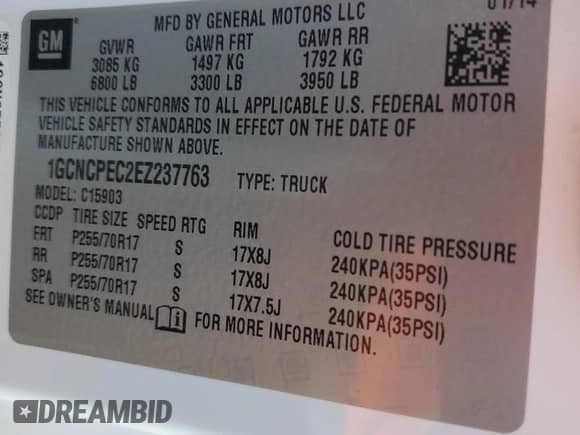 MFD BY GENERAL MOTORS LLC 01/14
GM
GVWR GAWR FRT GAWR RR
3085 KG 1497 KG 1792 KG
6800 LB 3300 LB 3950 LB
THIS VEHICLE CONFORMS TO ALL APPLICABLE U.S. FEDERAL MOTOR
VEHICLE SAFETY STANDARDS IN EFFECT ON THE DATE OF
MANUFACTURE SHOWN ABOVE.
1GCNCPEC2EZ237763 TYPE: TRUCK
MODEL: C15903
CCDP TIRE SIZE SPEED RTG RIM COLD TIRE PRESSURE
FRT P255/70R17 S 17X8J 240KPA(35PSI)
RR P255/70R17 S 17X8J 240KPA(35PSI)
SPA P255/70R17 S 17X7.5J 240KPA(35PSI)
SEE OWNER'S MANUAL i FOR MORE INFORMATION.
DREAMBID